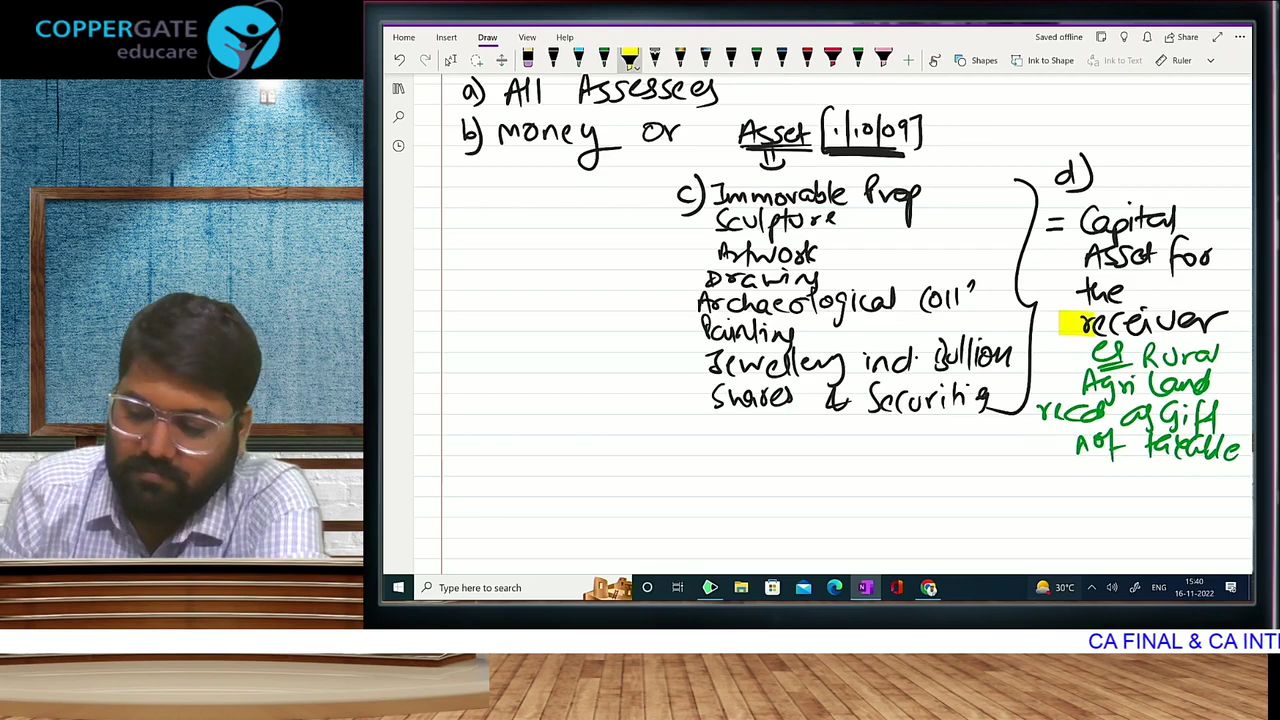 COPPERGATE
educare
Home Insert Draw View Help
Saved offline
Share
Shapes
Ink to Shape
Ink to Text
Ruler
a) All Assessees
b) money or Asset [1/10/09]
c) Immovable Prop
Sculpture
Artwork
Drawing
Archaeological Coll'
Painting
Jewellery incl. Bullion
Shares & Securities
d)
= Capital
Asset for
the
receiver
eg Rural
Agri Land
recd as Gift
not taxable
Type here to search
30°C
ENG
15:40
16-11-2022
CA FINAL & CA INT